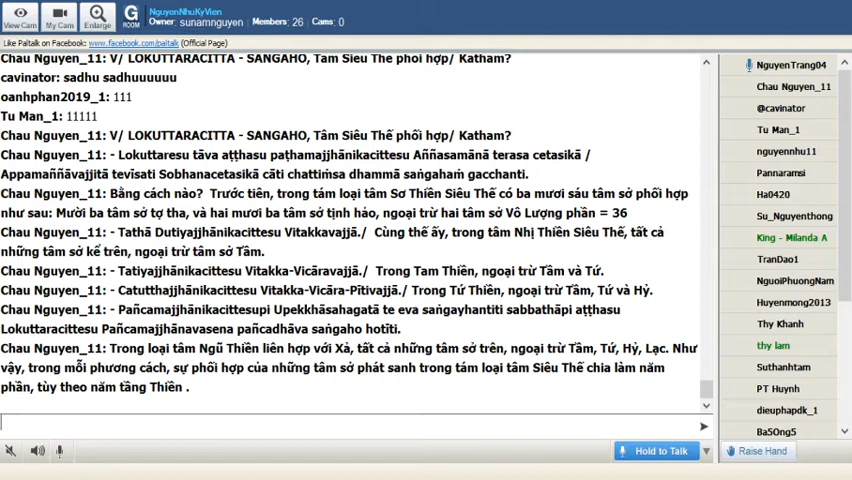 NguyenNhuKyVien
Owner: sunamnguyen Members: 26 Cams: 0
View Cam
My Cam
Enlarge
G
ROOM
Like Paltalk on Facebook: www.facebook.com/paltalk (Official Page)
Chau Nguyen_11: V/ LOKUTTARACITTA - SANGAHO, Tâm Siêu Thế phối hợp/ Katham?
cavinator: sadhu sadhuuuuuu
oanhphan2019_1: 111
Tu Man_1: 11111
Chau Nguyen_11: V/ LOKUTTARACITTA - SANGAHO, Tâm Siêu Thế phối hợp/ Katham?
Chau Nguyen_11: - Lokuttaresu tāva aṭṭhasu paṭhamajjhānikacittesu Aññasamānā terasa cetasikā /
Appamaññāvajjitā tevīsati Sobhanacetasikā cāti chattiṁsa dhammā saṅgahaṁ gacchanti.
Chau Nguyen_11: Bằng cách nào? Trước tiên, trong tám loại tâm Sơ Thiền Siêu Thế có ba mươi sáu tâm sở phối hợp
như sau: Mười ba tâm sở tợ tha, và hai mươi ba tâm sở tịnh hảo, ngoại trừ hai tâm sở Vô Lượng phần = 36
Chau Nguyen_11: - Tathā Dutiyajjhānikacittesu Vitakkavajjā./ Cùng thế ấy, trong tâm Nhị Thiền Siêu Thế, tất cả
những tâm sở kể trên, ngoại trừ tâm sở Tầm.
Chau Nguyen_11: - Tatiyajjhānikacittesu Vitakka-Vicāravajjā./ Trong Tam Thiền, ngoại trừ Tầm và Tứ.
Chau Nguyen_11: - Catutthajjhānikacittesu Vitakka-Vicāra-Pītivajjā./ Trong Tứ Thiền, ngoại trừ Tầm, Tứ và Hỷ.
Chau Nguyen_11: - Pañcamajjhānikacittesupi Upekkhāsahagatā te eva saṅgayhantīti sabbathāpi aṭṭhasu
Lokuttaracittesu Pañcamajjhānavasena pañcadhāva saṅgaho hotīti.
Chau Nguyen_11: Trong loại tâm Ngũ Thiền liên hợp với Xả, tất cả những tâm sở trên, ngoại trừ Tầm, Tứ, Hỷ, Lạc. Như
vậy, trong mỗi phương cách, sự phối hợp của những tâm sở phát sanh trong tám loại tâm Siêu Thế chia làm năm
phần, tùy theo năm tầng Thiền .
Hold to Talk
NguyenTrang04
Chau Nguyen_11
@cavinator
Tu Man_1
nguyennhu11
Pannaramsi
Ha0420
Su_Nguyenthong
King - Milanda A
TranDao1
NguoiPhuongNam
Huyenmong2013
Thy Khanh
thy lam
Suthanhtam
PT Huynh
dieuphapdk_1
Ba5Ong5
Raise Hand